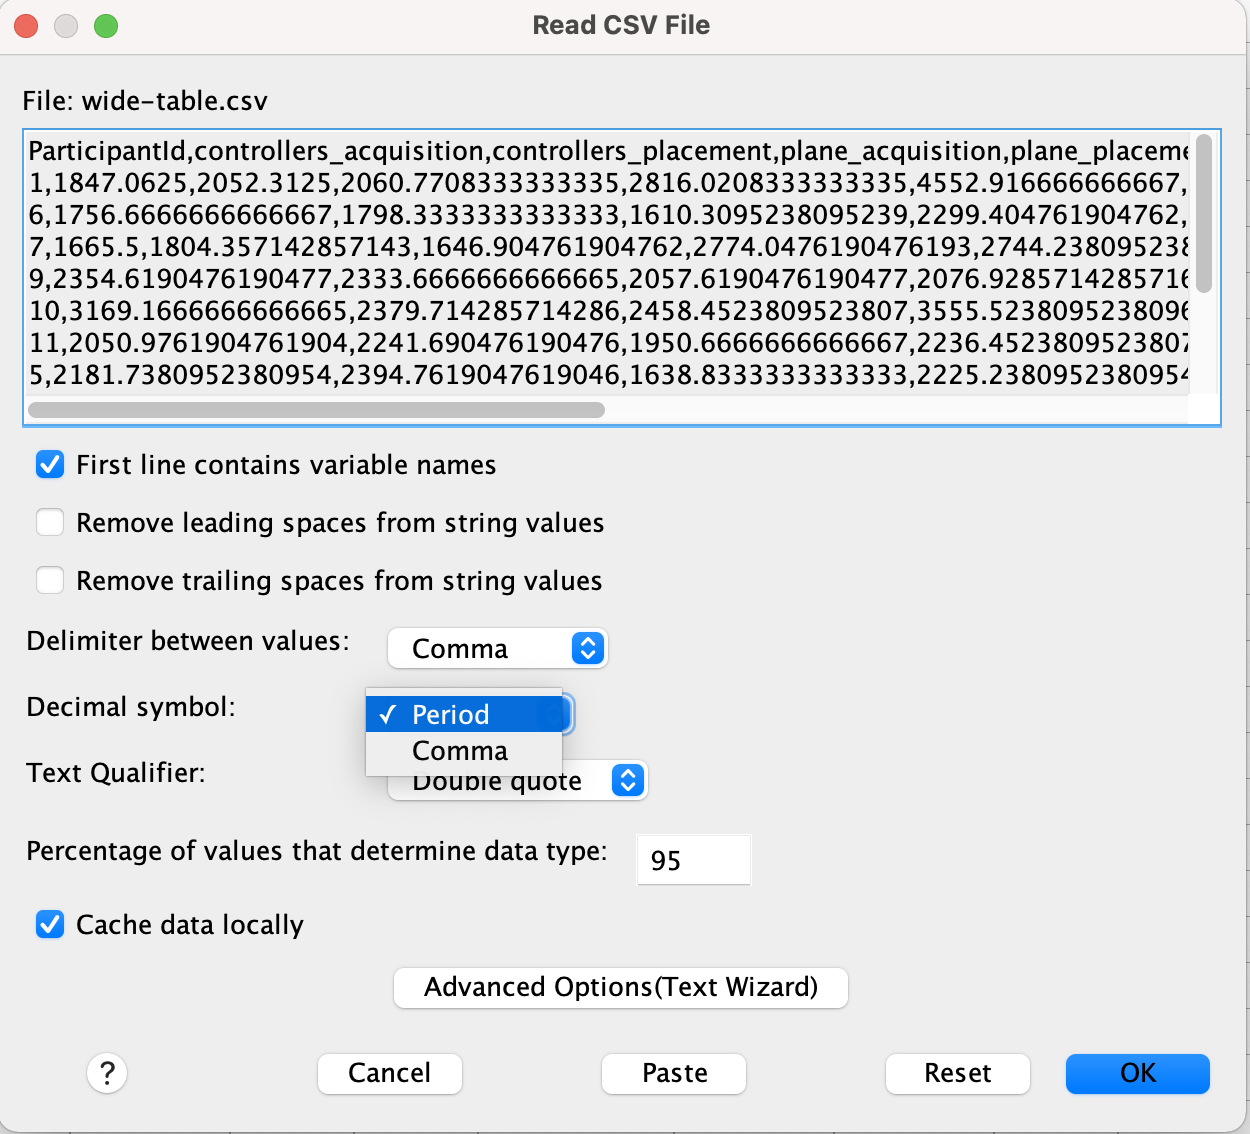 Read CSV File
File: wide-table.csv
ParticipantId,controllers_acquisition,controllers_placement,plane_acquisition,plane_placeme
1,1847.0625,2052.3125,2060.7708333333335,2816.0208333333335,4552.916666666667,
6,1756.6666666666667,1798.3333333333333,1610.3095238095239,2299.404761904762,
7,1665.5,1804.357142857143,1646.904761904762,2774.0476190476193,2744.238095238
9,2354.6190476190477,2333.6666666666665,2057.6190476190477,2076.9285714285716
10,3169.1666666666665,2379.714285714286,2458.4523809523807,3555.5238095238096
11,2050.9761904761904,2241.690476190476,1950.6666666666667,2236.4523809523807
5,2181.7380952380954,2394.7619047619046,1638.8333333333333,2225.2380952380954
First line contains variable names
Remove leading spaces from string values
Remove trailing spaces from string values
Delimiter between values: Comma
Decimal symbol: ✓ Period
Comma
Text Qualifier: Double quote
Percentage of values that determine data type: 95
Cache data locally
Advanced Options(Text Wizard)
? Cancel Paste Reset OK